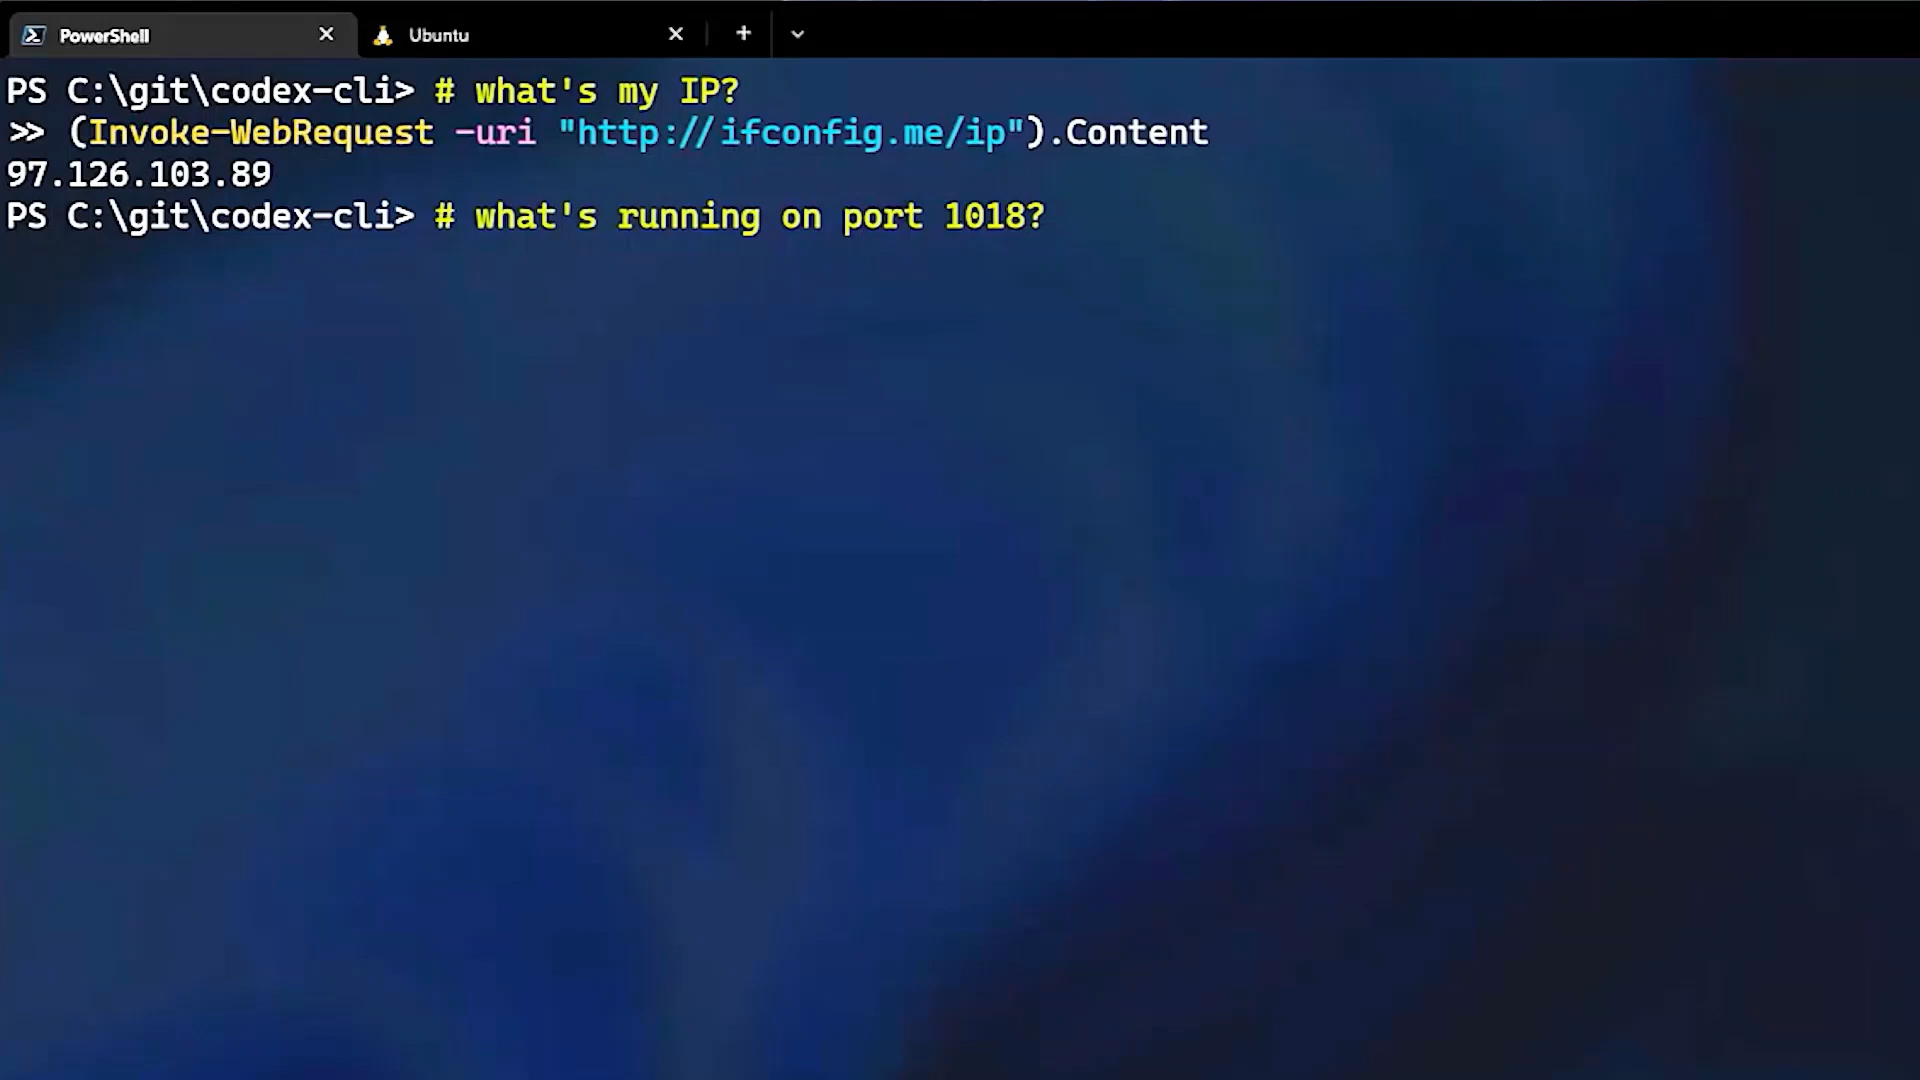 PowerShell
Ubuntu
PS C:\git\codex-cli> # what's my IP?
>> (Invoke-WebRequest -uri "http://ifconfig.me/ip").Content
97.126.103.89
PS C:\git\codex-cli> # what's running on port 1018?